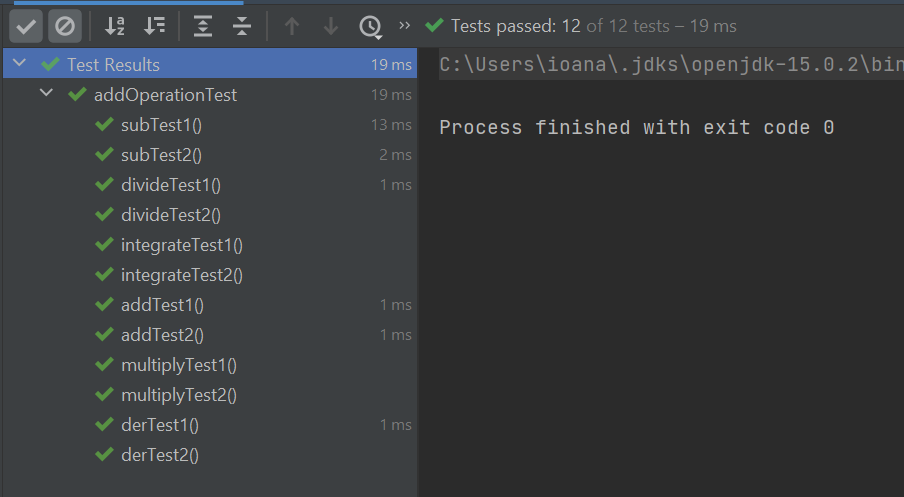 Tests passed: 12 of 12 tests – 19 ms
Test Results 19 ms
addOperationTest 19 ms
subTest1() 13 ms
subTest2() 2 ms
divideTest1() 1 ms
divideTest2()
integrateTest1()
integrateTest2()
addTest1() 1 ms
addTest2() 1 ms
multiplyTest1()
multiplyTest2()
derTest1() 1 ms
derTest2()
C:\Users\ioana\.jdks\openjdk-15.0.2\bin
Process finished with exit code 0